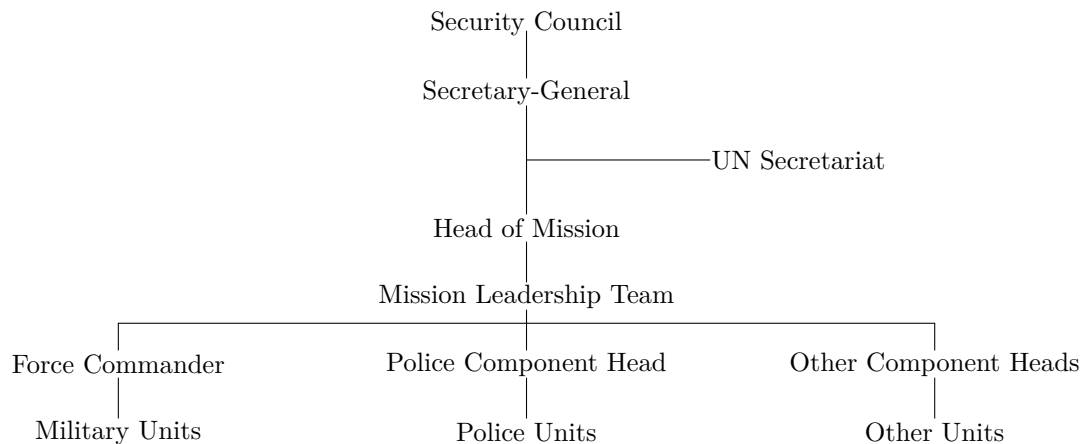 Security Council
Secretary-General
UN Secretariat
Head of Mission
Mission Leadership Team
Force Commander
Police Component Head
Other Component Heads
Military Units
Police Units
Other Units